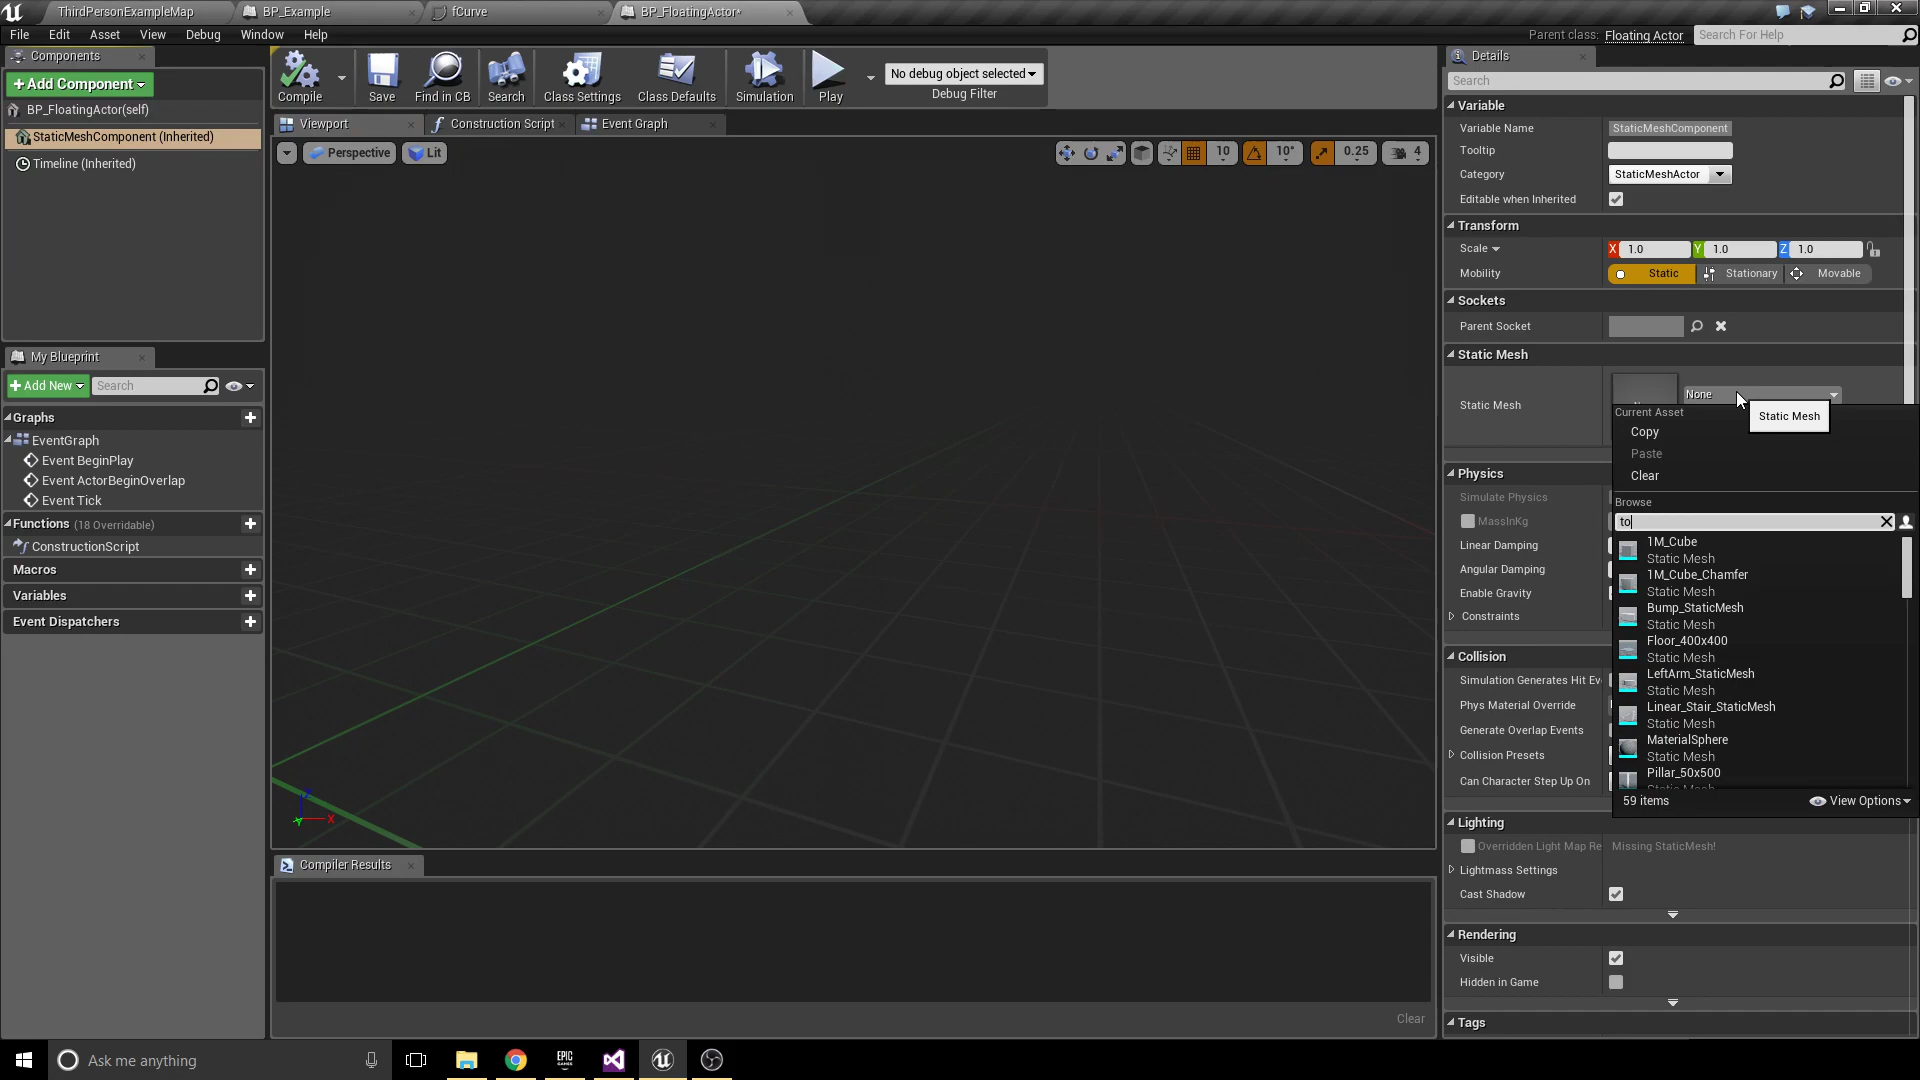 ThirdPersonExampleMap
BP_Example
fCurve
BP_FloatingActor*
File Edit Asset View Debug Window Help
Parent class: Floating Actor
Search For Help
Components
+Add Component
BP_FloatingActor(self)
StaticMeshComponent (Inherited)
Timeline (Inherited)
My Blueprint
+Add New
Search
Graphs
EventGraph
Event BeginPlay
Event ActorBeginOverlap
Event Tick
Functions (18 Overridable)
ConstructionScript
Macros
Variables
Event Dispatchers
Compile
Save
Find in CB
Search
Class Settings
Class Defaults
Simulation
Play
No debug object selected
Debug Filter
Viewport
Construction Script
Event Graph
Perspective
Lit
10
10°
0.25
4
X
Y
Z
Compiler Results
Clear
Details
Search
Variable
Variable Name StaticMeshComponent
Tooltip
Category StaticMeshActor
Editable when Inherited
Transform
Scale X 1.0 Y 1.0 Z 1.0
Mobility Static Stationary Movable
Sockets
Parent Socket
Static Mesh
Static Mesh
None
Static Mesh
Current Asset
Copy
Paste
Clear
Browse
to
1M_Cube
Static Mesh
1M_Cube_Chamfer
Static Mesh
Bump_StaticMesh
Static Mesh
Floor_400x400
Static Mesh
LeftArm_StaticMesh
Static Mesh
Linear_Stair_StaticMesh
Static Mesh
MaterialSphere
Static Mesh
Pillar_50x500
Static Mesh
59 items
View Options
Physics
Simulate Physics
MassInKg
Linear Damping
Angular Damping
Enable Gravity
Constraints
Collision
Simulation Generates Hit Ev
Phys Material Override
Generate Overlap Events
Collision Presets
Can Character Step Up On
Lighting
Overridden Light Map Re Missing StaticMesh!
Lightmass Settings
Cast Shadow
Rendering
Visible
Hidden in Game
Tags
Ask me anything
EPIC
GAMES